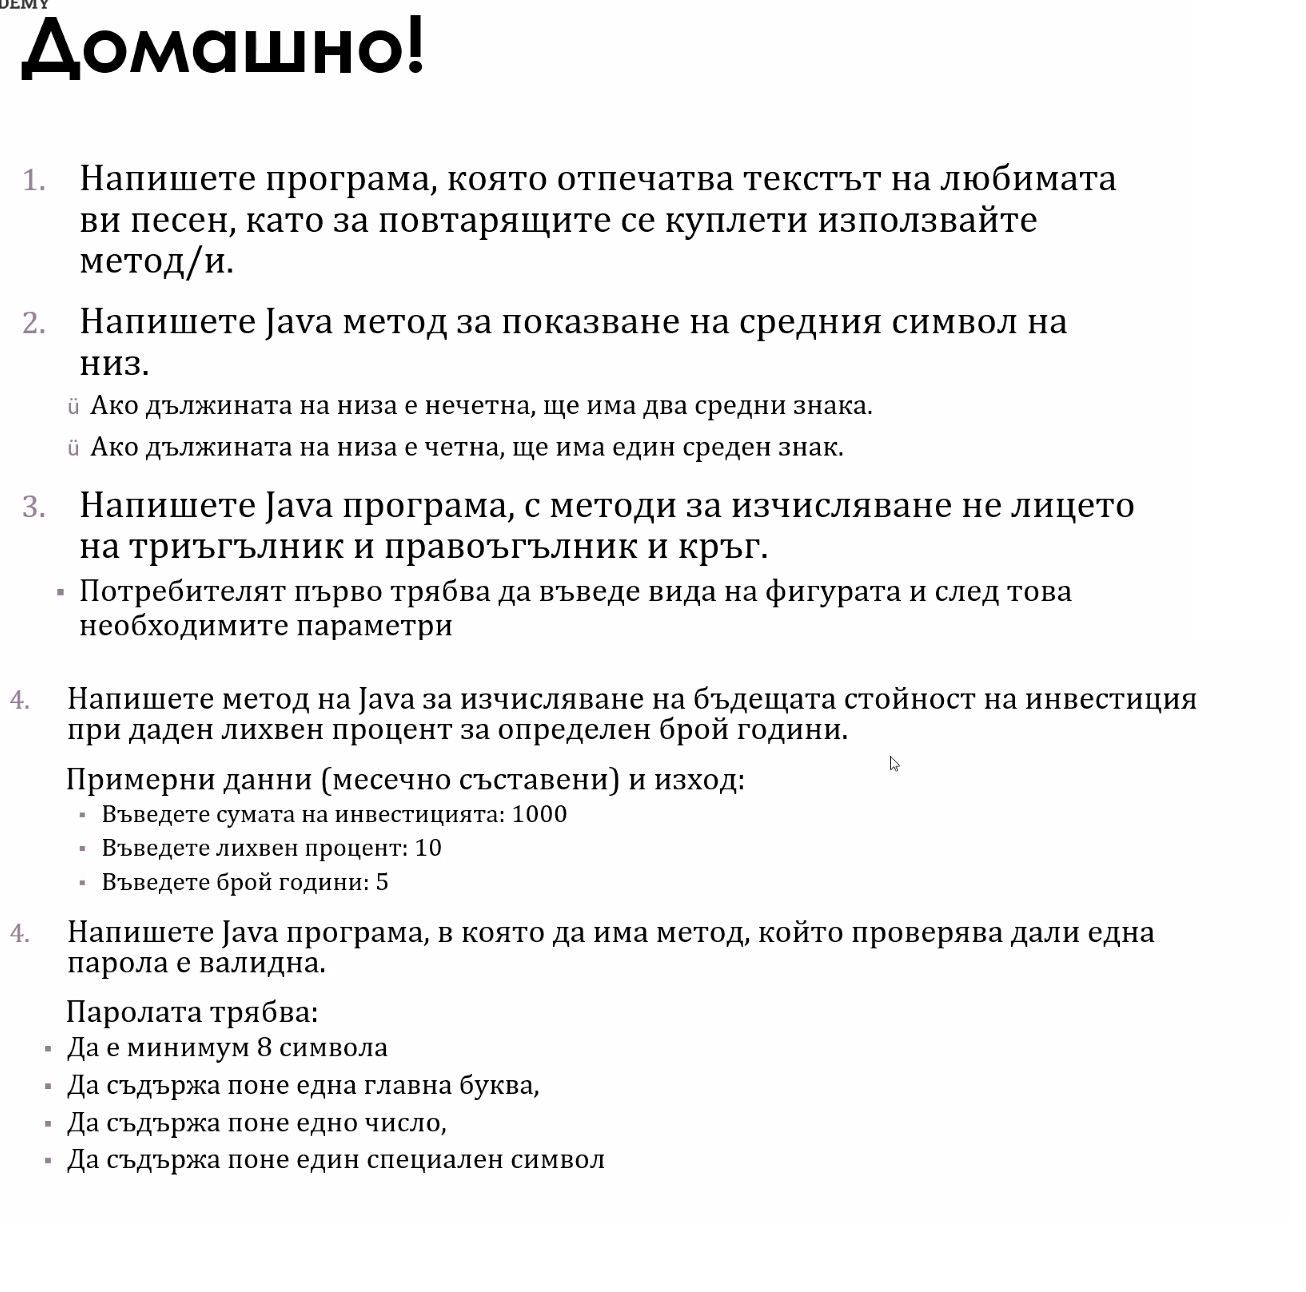 DEMY
Домашно!
1. Напишете програма, която отпечатва текстът на любимата
ви песен, като за повтарящите се куплети използвайте
метод/и.
2. Напишете Java метод за показване на средния символ на
низ.
ü Ако дължината на низа е нечетна, ще има два средни знака.
ü Ако дължината на низа е четна, ще има един среден знак.
3. Напишете Java програма, с методи за изчисляване не лицето
на триъгълник и правоъгълник и кръг.
▪ Потребителят първо трябва да въведе вида на фигурата и след това
необходимите параметри
4. Напишете метод на Java за изчисляване на бъдещата стойност на инвестиция
при даден лихвен процент за определен брой години.
Примерни данни (месечно съставени) и изход:
▪ Въведете сумата на инвестицията: 1000
▪ Въведете лихвен процент: 10
▪ Въведете брой години: 5
4. Напишете Java програма, в която да има метод, който проверява дали една
парола е валидна.
Паролата трябва:
▪ Да е минимум 8 символа
▪ Да съдържа поне една главна буква,
▪ Да съдържа поне едно число,
▪ Да съдържа поне един специален символ